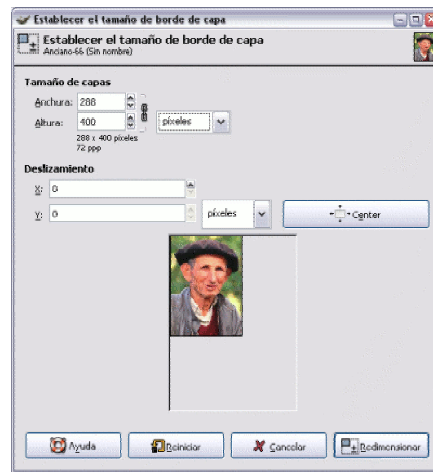 Establecer el tamaño de borde de capa
Establecer el tamaño de borde de capa
Anciano-66 (Sin nombre)
Tamaño de capas
Anchura: 288
Altura: 400 píxeles
288 x 400 píxeles
72 ppp
Deslizamiento
X: 0
Y: 0 píxeles Center
Ayuda Reiniciar Cancelar Redimensionar